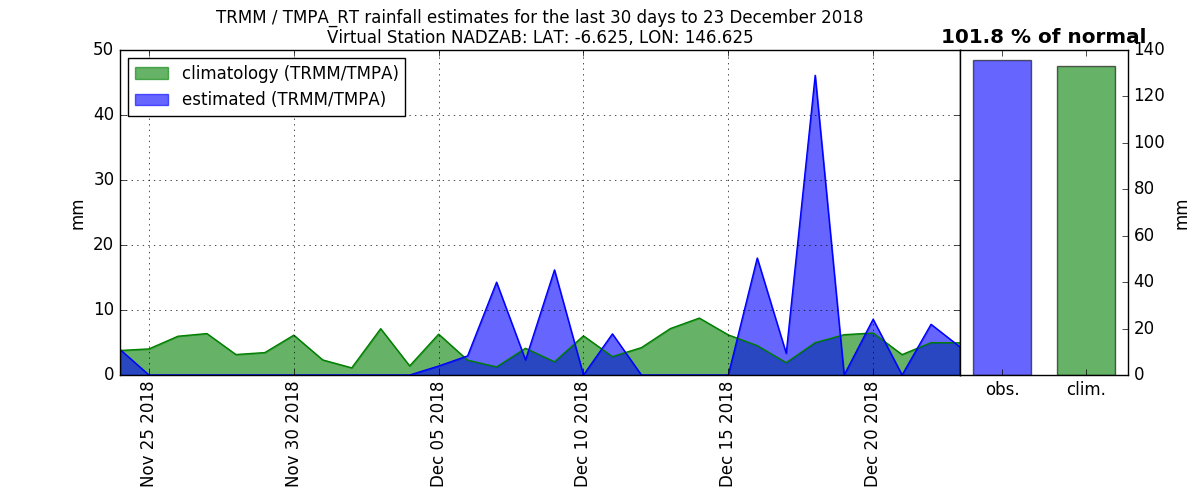 TRMM / TMPA_RT rainfall estimates for the last 30 days to 23 December 2018
Virtual Station NADZAB: LAT: -6.625, LON: 146.625
101.8 % of normal
climatology (TRMM/TMPA)
estimated (TRMM/TMPA)
50
40
30
20
10
0
mm
Nov 25 2018
Nov 30 2018
Dec 05 2018
Dec 10 2018
Dec 15 2018
Dec 20 2018
obs.
clim.
140
120
100
80
60
40
20
0
mm